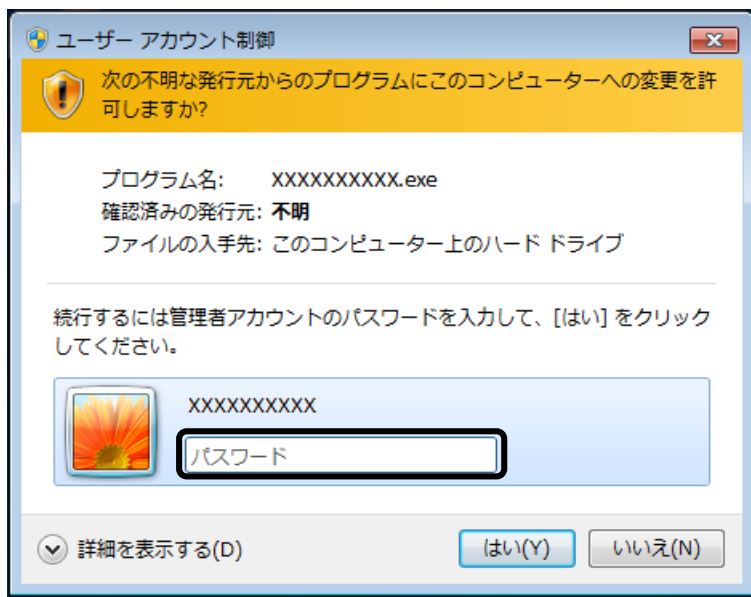 ユーザー アカウント制御
次の不明な発行元からのプログラムにこのコンピューターへの変更を許
可しますか?
プログラム名: XXXXXXXXXX.exe
確認済みの発行元: 不明
ファイルの入手先: このコンピューター上のハード ドライブ
続行するには管理者アカウントのパスワードを入力して、[はい] をクリック
してください。
XXXXXXXXXX
パスワード
詳細を表示する(D)
はい(Y)
いいえ(N)